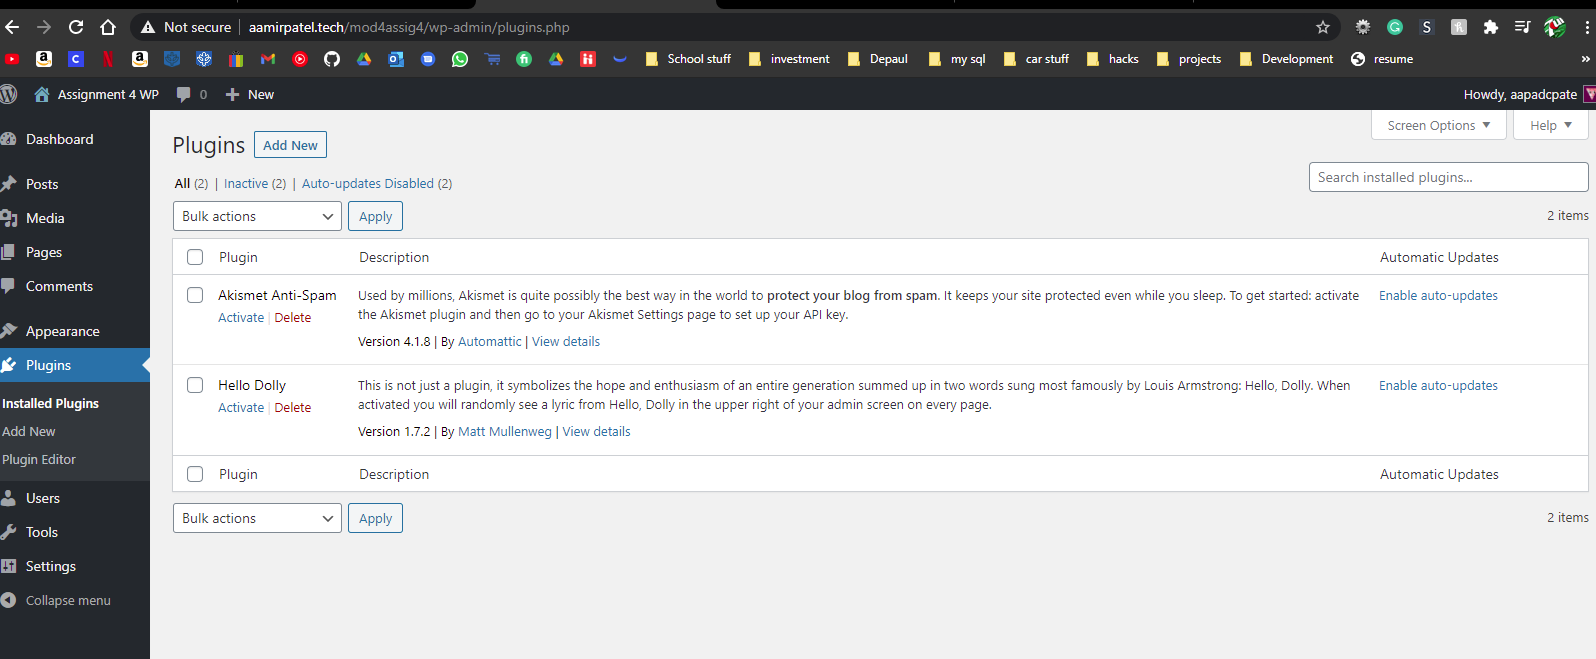 Not secure | aamirpatel.tech/mod4assig4/wp-admin/plugins.php
School stuff investment Depaul my sql car stuff hacks projects Development resume »
Assignment 4 WP 0 + New Howdy, aapadcpate
Dashboard
Posts
Media
Pages
Comments
Appearance
Plugins
Installed Plugins
Add New
Plugin Editor
Users
Tools
Settings
Collapse menu
Screen Options ▼ Help ▼
Plugins Add New
All (2) | Inactive (2) | Auto-updates Disabled (2)
Search installed plugins...
Bulk actions Apply
2 items
Plugin Description Automatic Updates
Akismet Anti-Spam
Activate | Delete
Used by millions, Akismet is quite possibly the best way in the world to protect your blog from spam. It keeps your site protected even while you sleep. To get started: activate
the Akismet plugin and then go to your Akismet Settings page to set up your API key.
Version 4.1.8 | By Automattic | View details
Enable auto-updates
Hello Dolly
Activate | Delete
This is not just a plugin, it symbolizes the hope and enthusiasm of an entire generation summed up in two words sung most famously by Louis Armstrong: Hello, Dolly. When
activated you will randomly see a lyric from Hello, Dolly in the upper right of your admin screen on every page.
Version 1.7.2 | By Matt Mullenweg | View details
Enable auto-updates
Plugin Description Automatic Updates
Bulk actions Apply
2 items